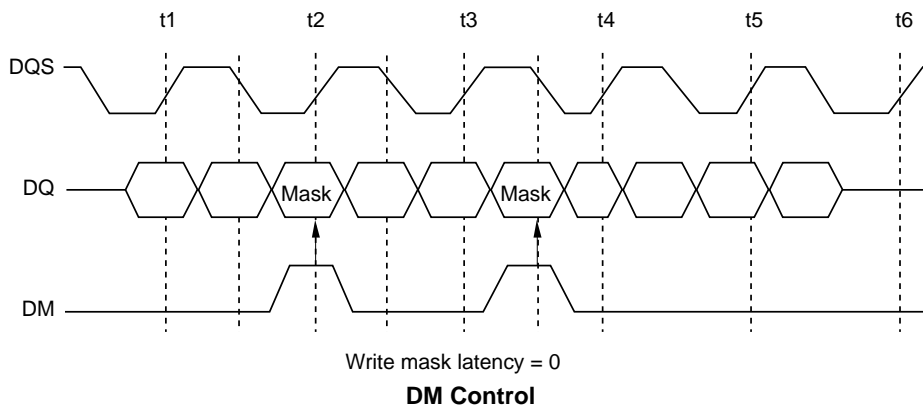 t1 t2 t3 t4 t5 t6
DQS
DQ Mask Mask
DM
Write mask latency = 0
DM Control